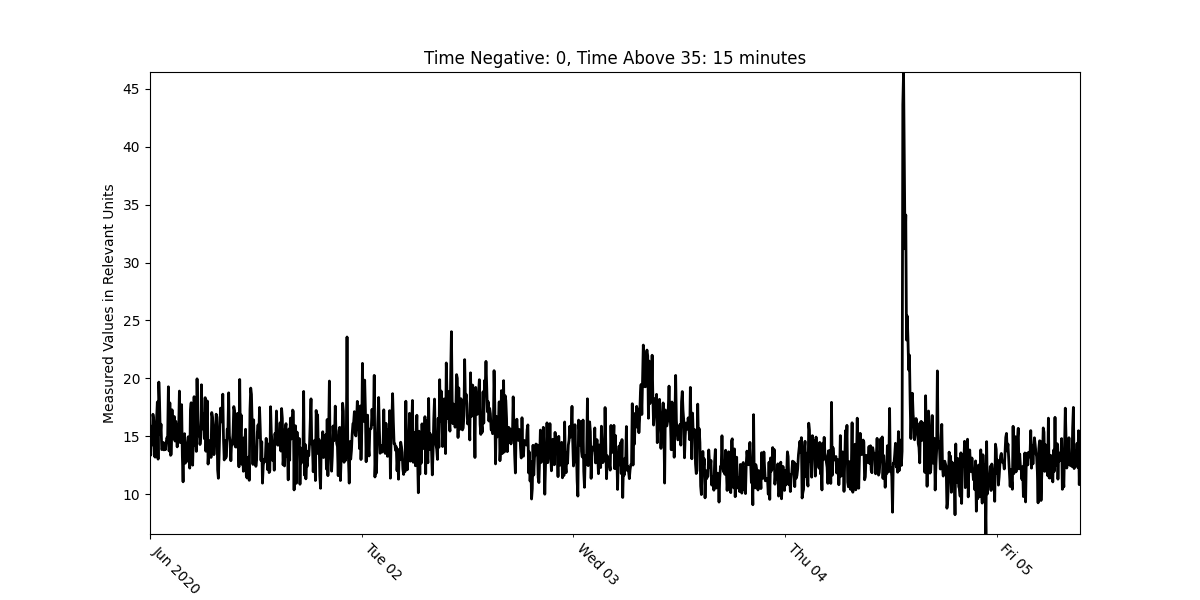 Time Negative: 0, Time Above 35: 15 minutes
Measured Values in Relevant Units
45
40
35
30
25
20
15
10
Jun 2020
Tue 02
Wed 03
Thu 04
Fri 05